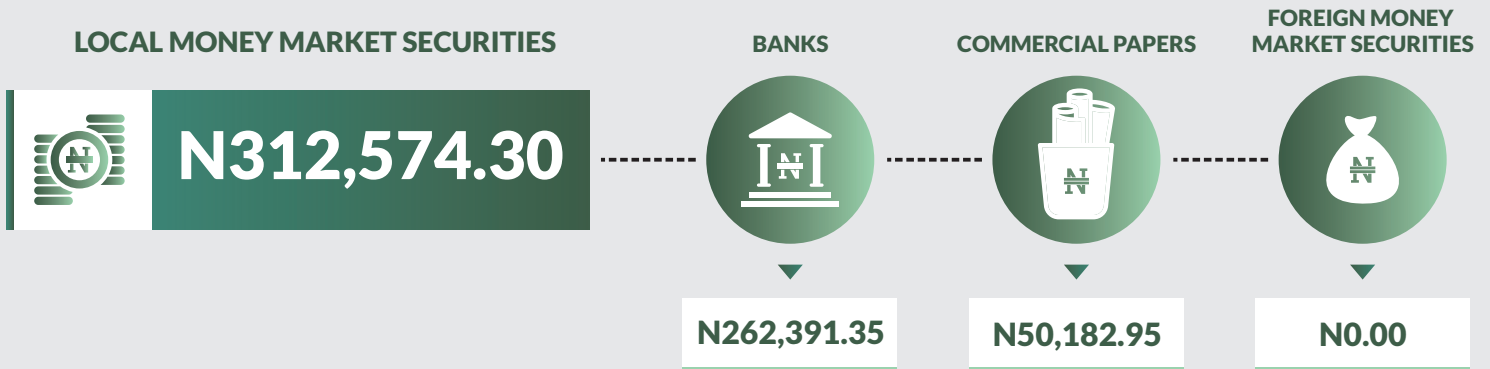 LOCAL MONEY MARKET SECURITIES
N312,574.30
BANKS
N262,391.35
COMMERCIAL PAPERS
N50,182.95
FOREIGN MONEY
MARKET SECURITIES
N0.00